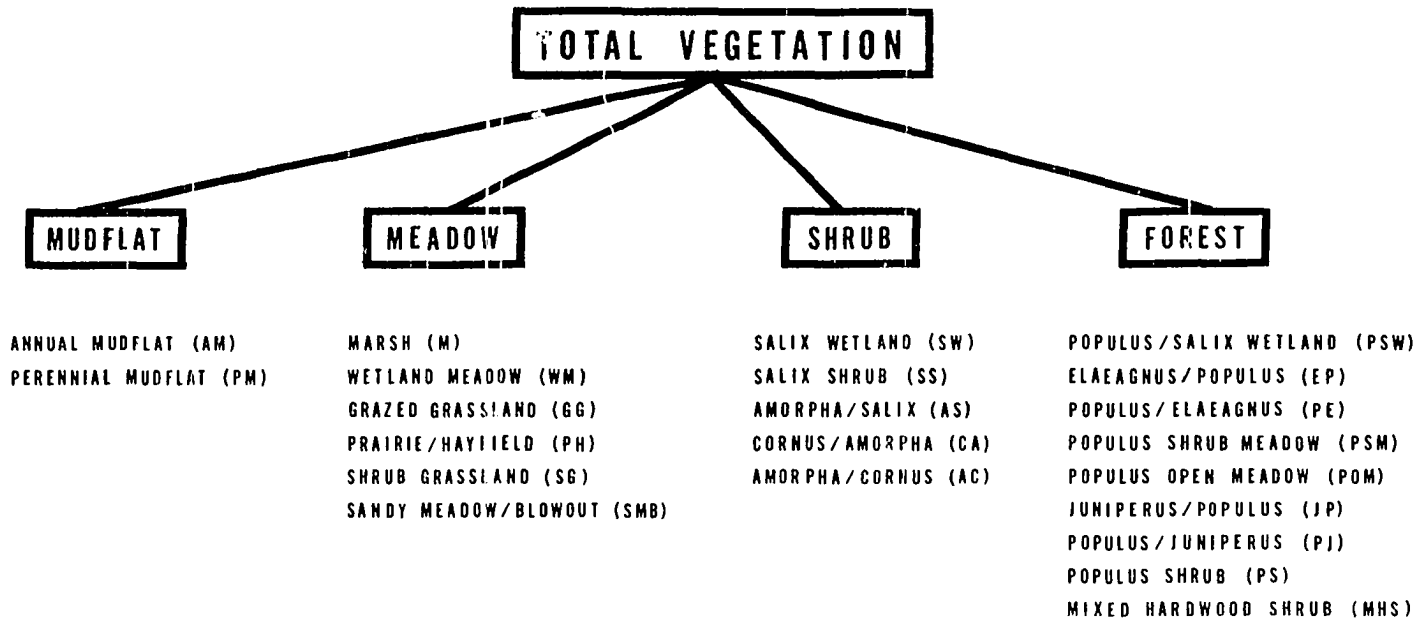 TOTAL VEGETATION
MUDFLAT
MEADOW
SHRUB
FOREST
ANNUAL MUDFLAT (AM)
PERENNIAL MUDFLAT (PM)
MARSH (M)
WETLAND MEADOW (WM)
GRAZED GRASSLAND (GG)
PRAIRIE/HAYFIELD (PH)
SHRUB GRASSLAND (SG)
SANDY MEADOW/BLOWOUT (SMB)
SALIX WETLAND (SW)
SALIX SHRUB (SS)
AMORPHA/SALIX (AS)
CORNUS/AMORPHA (CA)
AMORPHA/CORNUS (AC)
POPULUS/SALIX WETLAND (PSW)
ELAEAGNUS/POPULUS (EP)
POPULUS/ELAEAGNUS (PE)
POPULUS SHRUB MEADOW (PSM)
POPULUS OPEN MEADOW (POM)
JUNIPERUS/POPULUS (JP)
POPULUS/JUNIPERUS (PJ)
POPULUS SHRUB (PS)
MIXED HARDWOOD SHRUB (MHS)